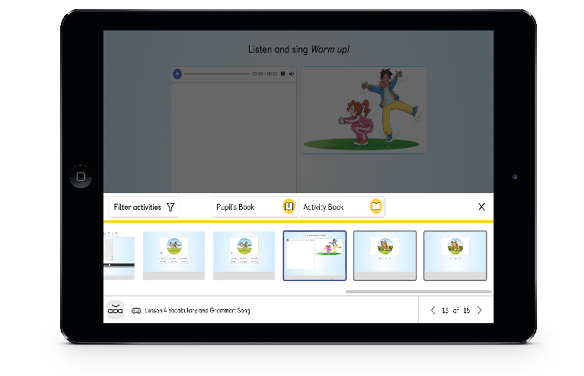 Listen and sing Warm up!
Filter activities
Pupil's Book
Activity Book
X
Lesson 4 Vocabulary and Grammar: Song
13 of 15